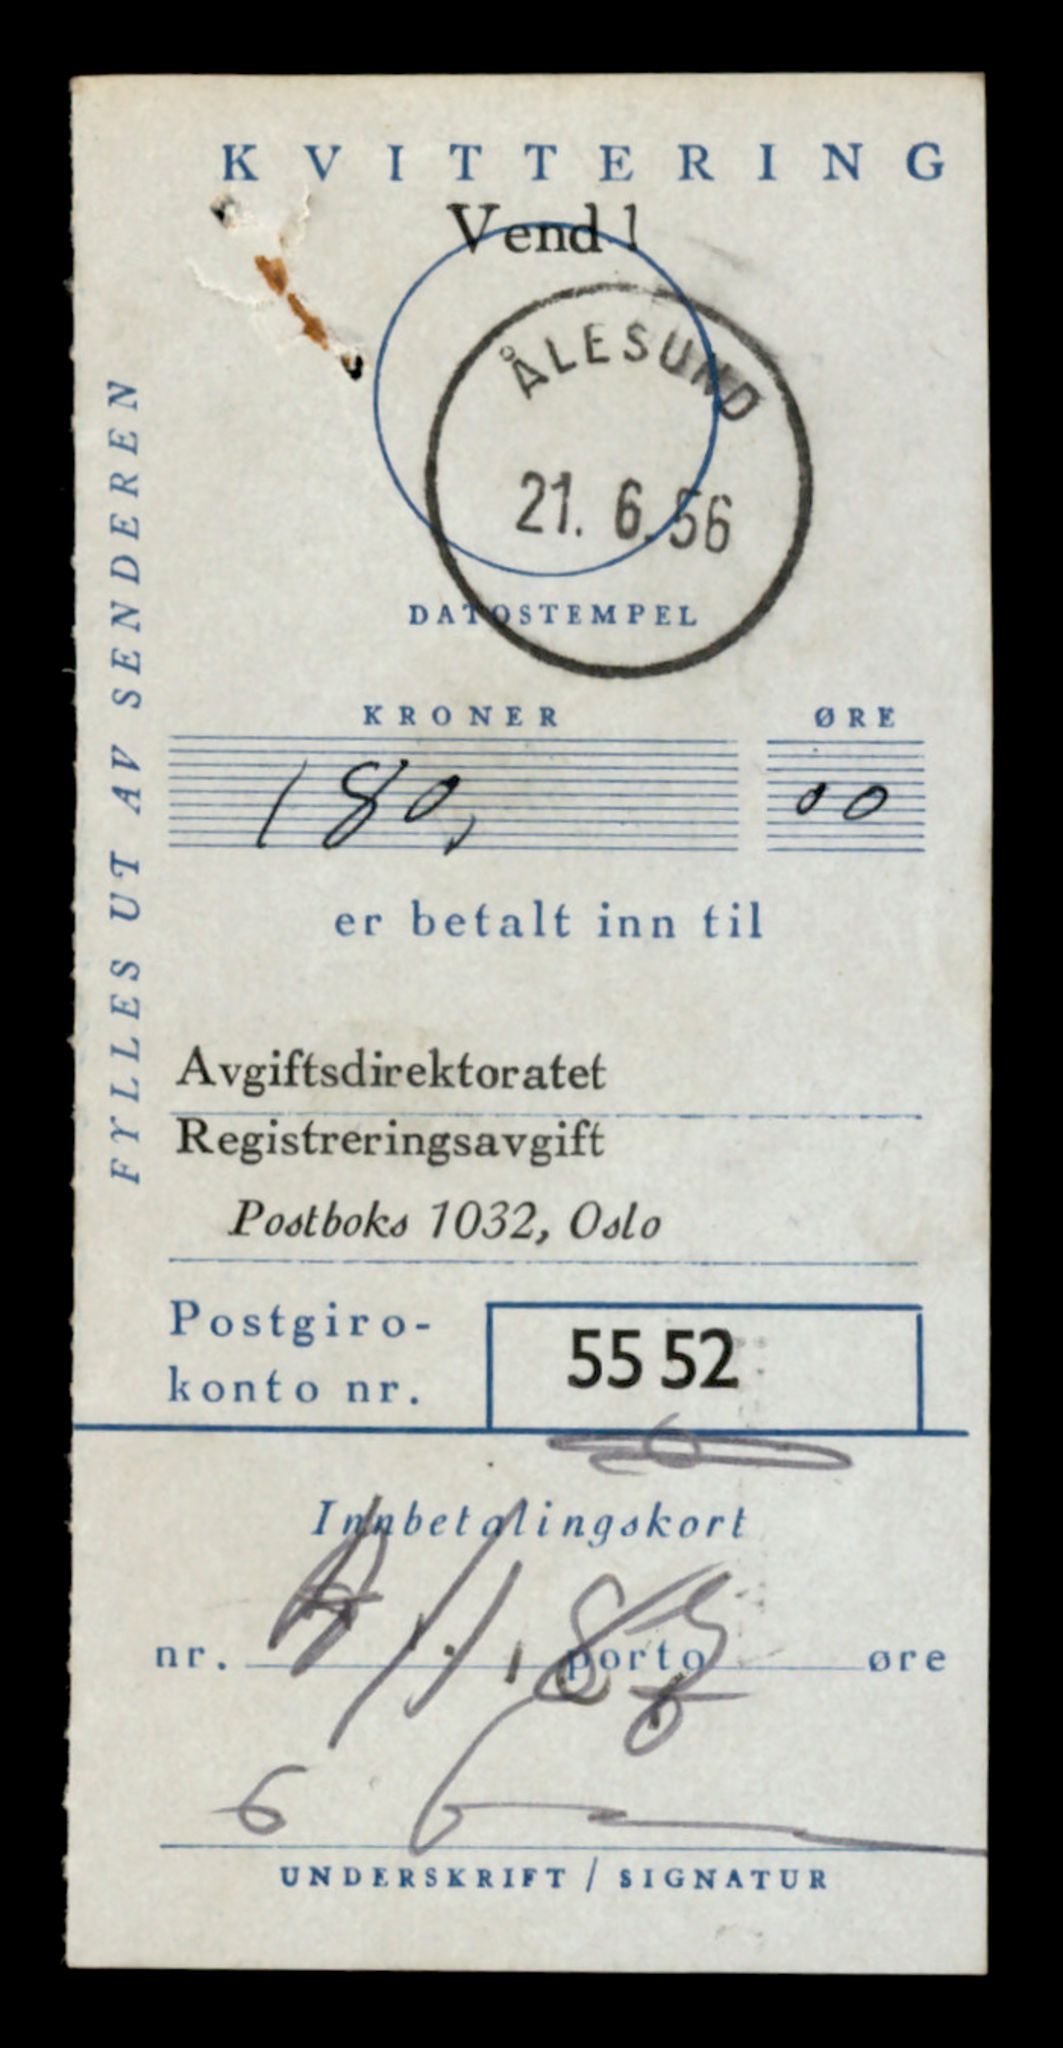 KVITTERING
Vend!
ÅLESUND
21. 6. 56
DATOSTEMPEL
FYLLES UT AV SENDEREN
KRONER ØRE
180, 00
er betalt inn til
Avgiftsdirektoratet
Registreringsavgift
Postboks 1032, Oslo
Postgiro-
konto nr.
55 52
Innbetalingskort
nr. porto øre
UNDERSKRIFT / SIGNATUR